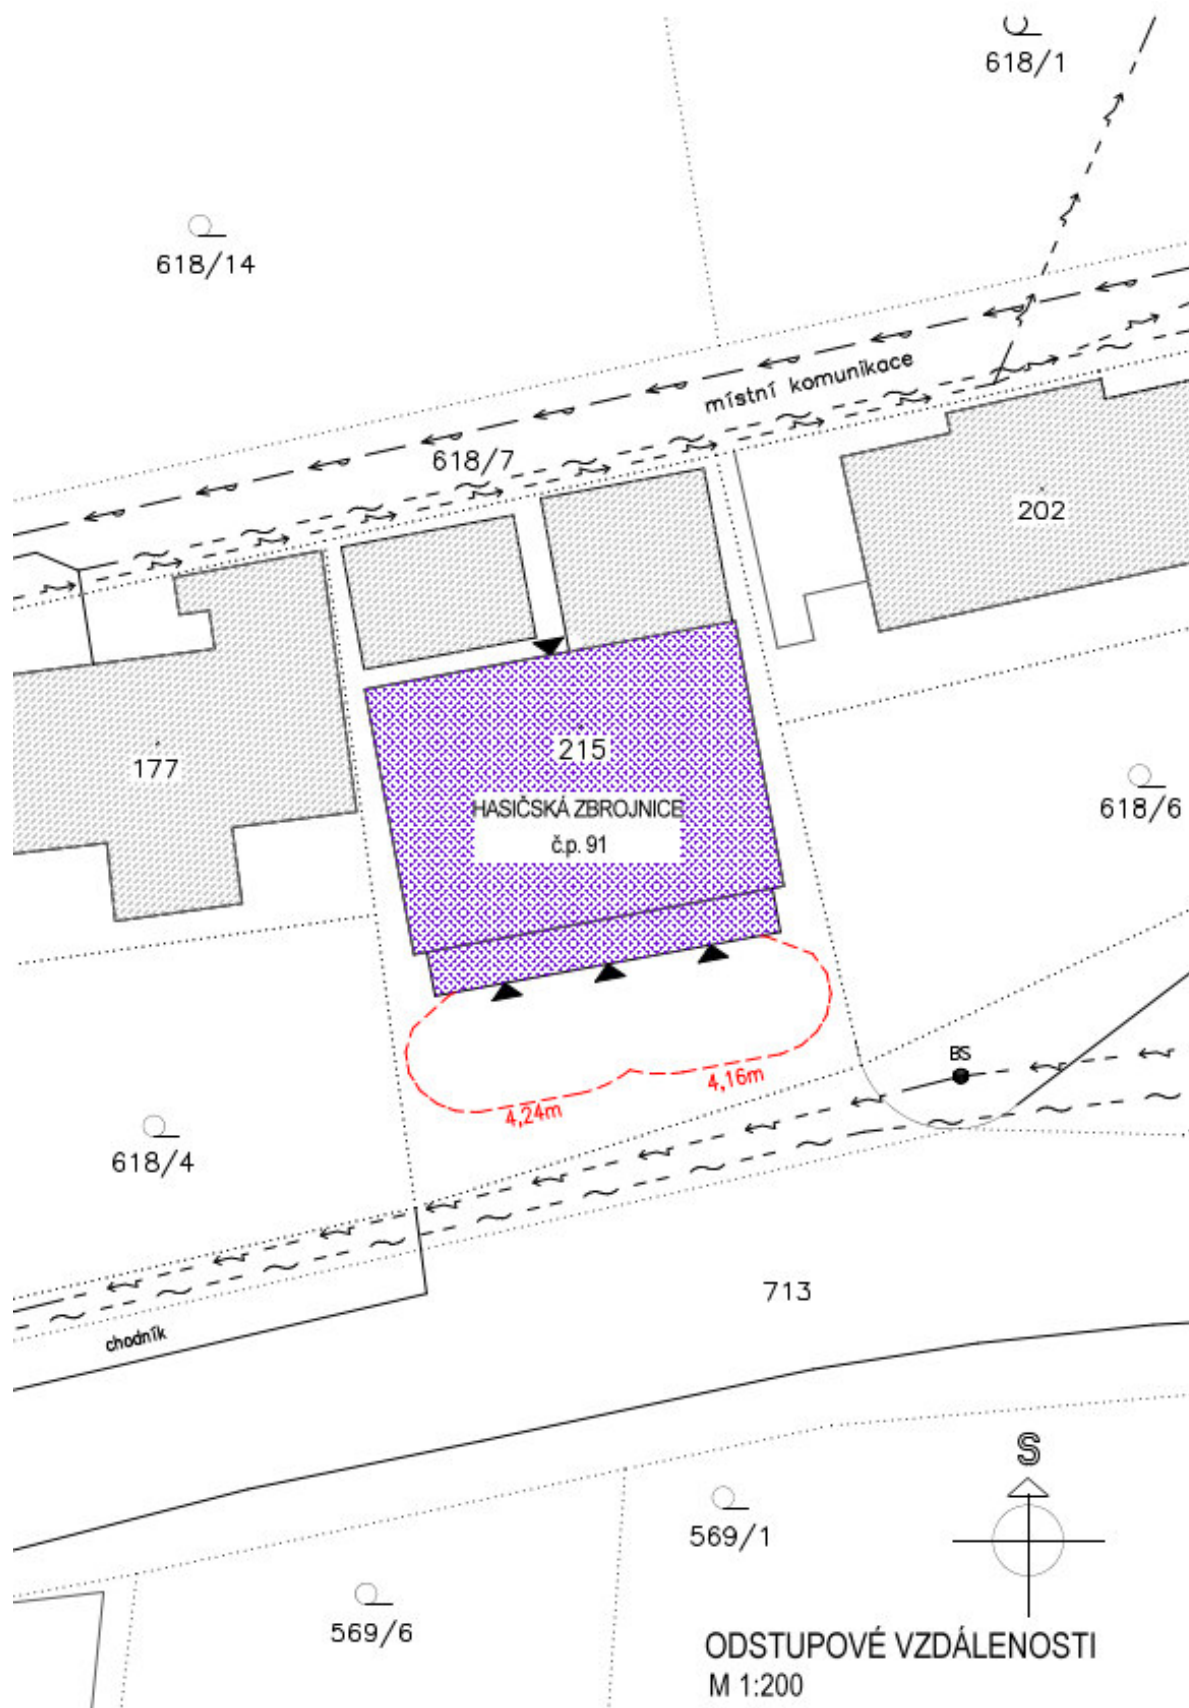 618/1
618/14
místní komunikace
618/7
202
215
177
HASIČSKÁ ZBROJNICE
č.p. 91
618/6
BS
4,16m
4,24m
618/4
713
chodník
S
569/1
569/6
ODSTUPOVÉ VZDÁLENOSTI
M 1:200